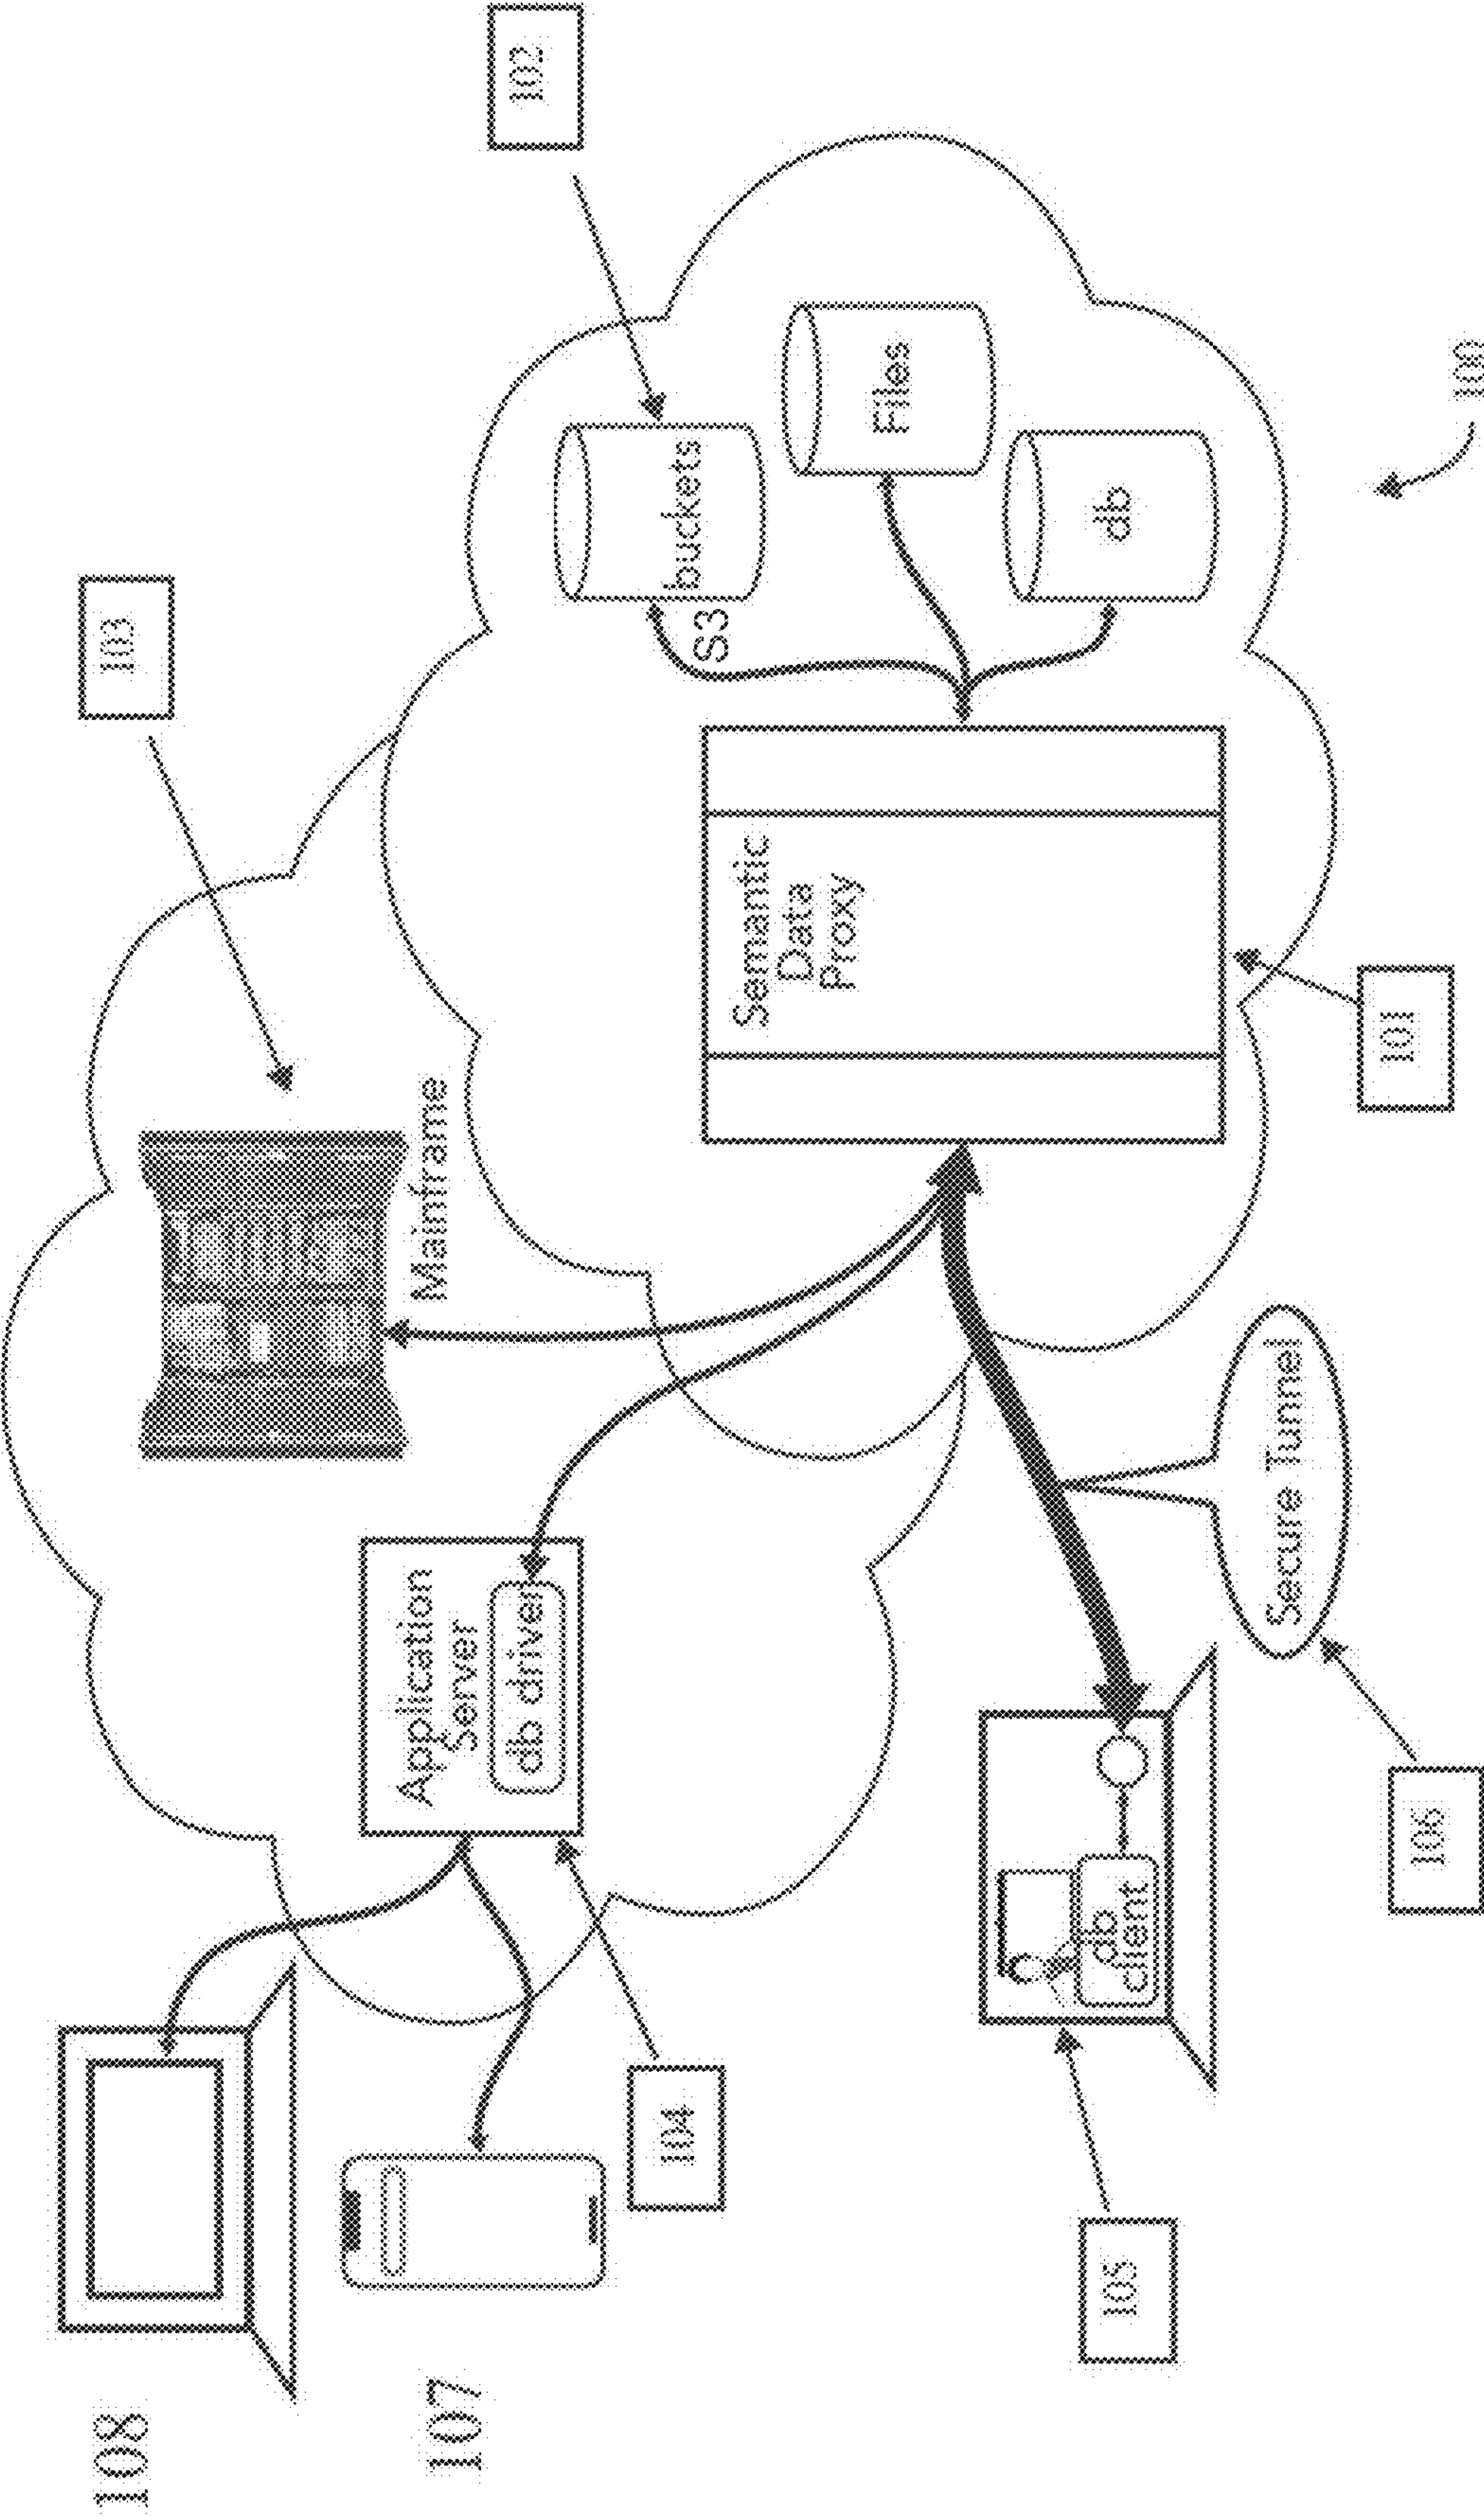 108
107
103
102
Mainframe
Application
Server
db driver
S3
buckets
Files
db
Semantic
Data
Proxy
104
db
client
Secure Tunnel
105
106
101
100